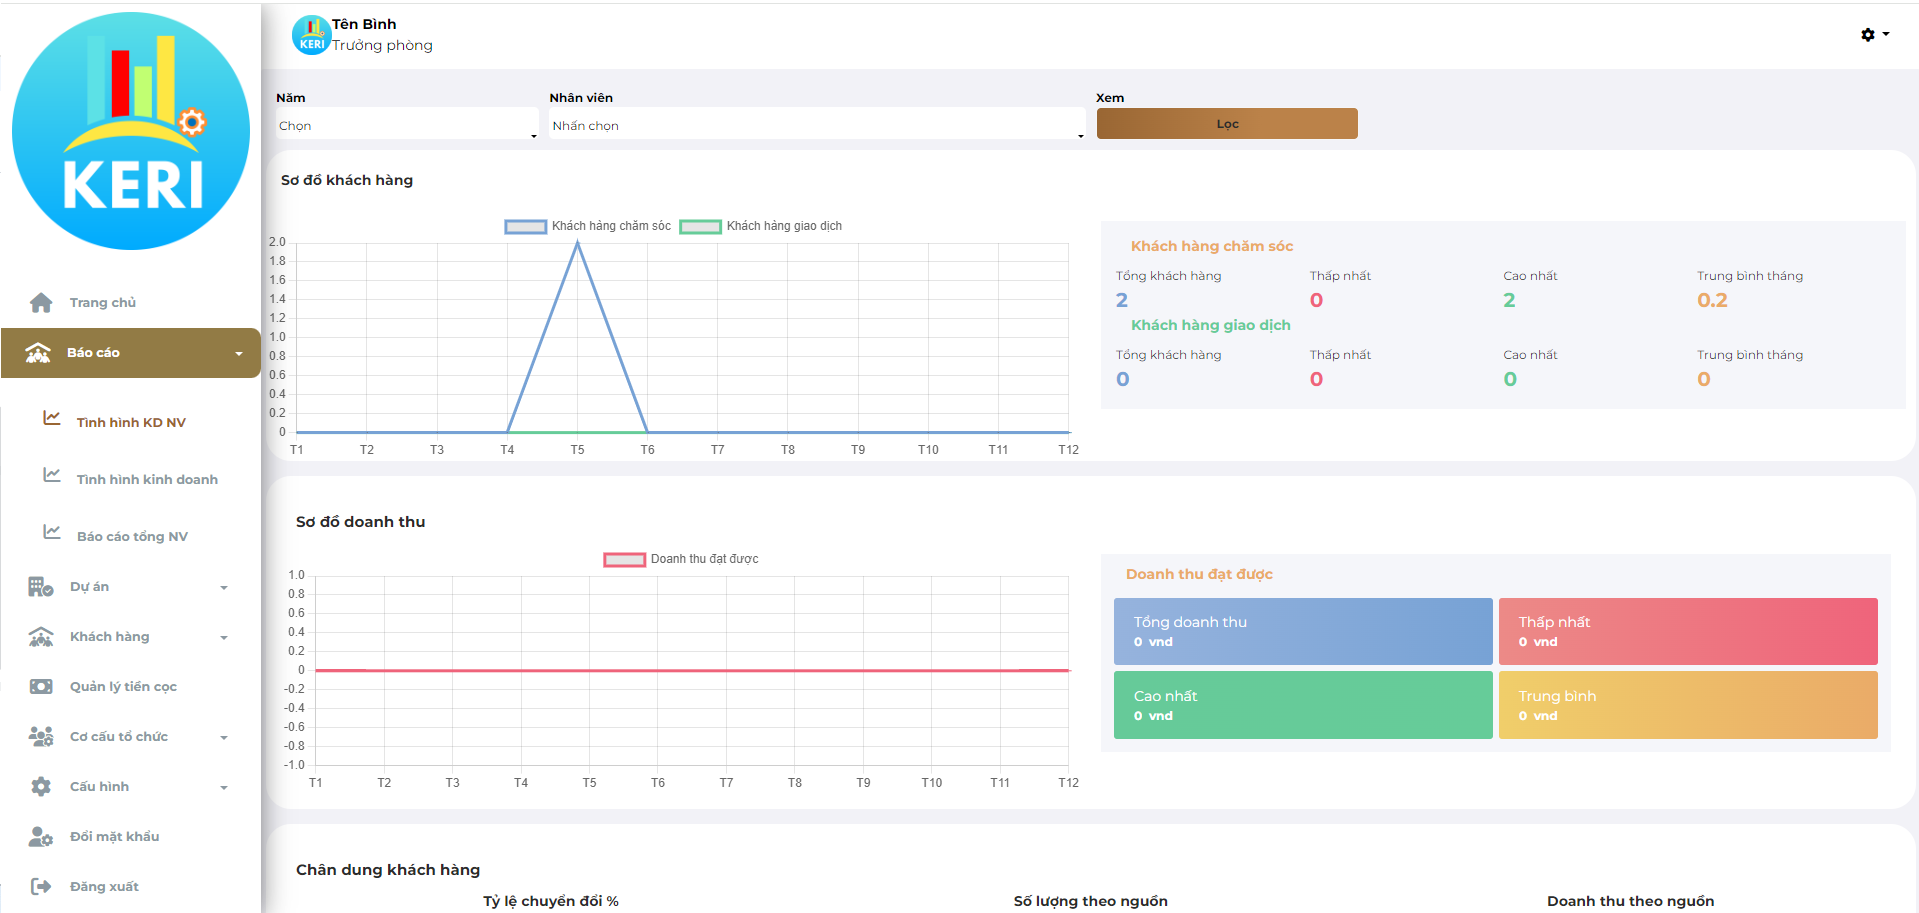 KERI
KERI
Tên Bình
Trưởng phòng
Trang chủ
Báo cáo
Tình hình KD NV
Tình hình kinh doanh
Báo cáo tổng NV
Dự án
Khách hàng
Quản lý tiền cọc
Cơ cấu tổ chức
Cấu hình
Đổi mật khẩu
Đăng xuất
Năm
Chọn
Nhân viên
Nhấn chọn
Xem
Lọc
Sơ đồ khách hàng
Khách hàng chăm sóc Khách hàng giao dịch
2.0
1.8
1.6
1.4
1.2
1.0
0.8
0.6
0.4
0.2
0
T1 T2 T3 T4 T5 T6 T7 T8 T9 T10 T11 T12
Khách hàng chăm sóc
Tổng khách hàng Thấp nhất Cao nhất Trung bình tháng
2 0 2 0.2
Khách hàng giao dịch
Tổng khách hàng Thấp nhất Cao nhất Trung bình tháng
0 0 0 0
Sơ đồ doanh thu
Doanh thu đạt được
1.0
0.8
0.6
0.4
0.2
0
-0.2
-0.4
-0.6
-0.8
-1.0
T1 T2 T3 T4 T5 T6 T7 T8 T9 T10 T11 T12
Doanh thu đạt được
Tổng doanh thu
0 vnd
Thấp nhất
0 vnd
Cao nhất
0 vnd
Trung bình
0 vnd
Chân dung khách hàng
Tỷ lệ chuyển đổi % Số lượng theo nguồn Doanh thu theo nguồn